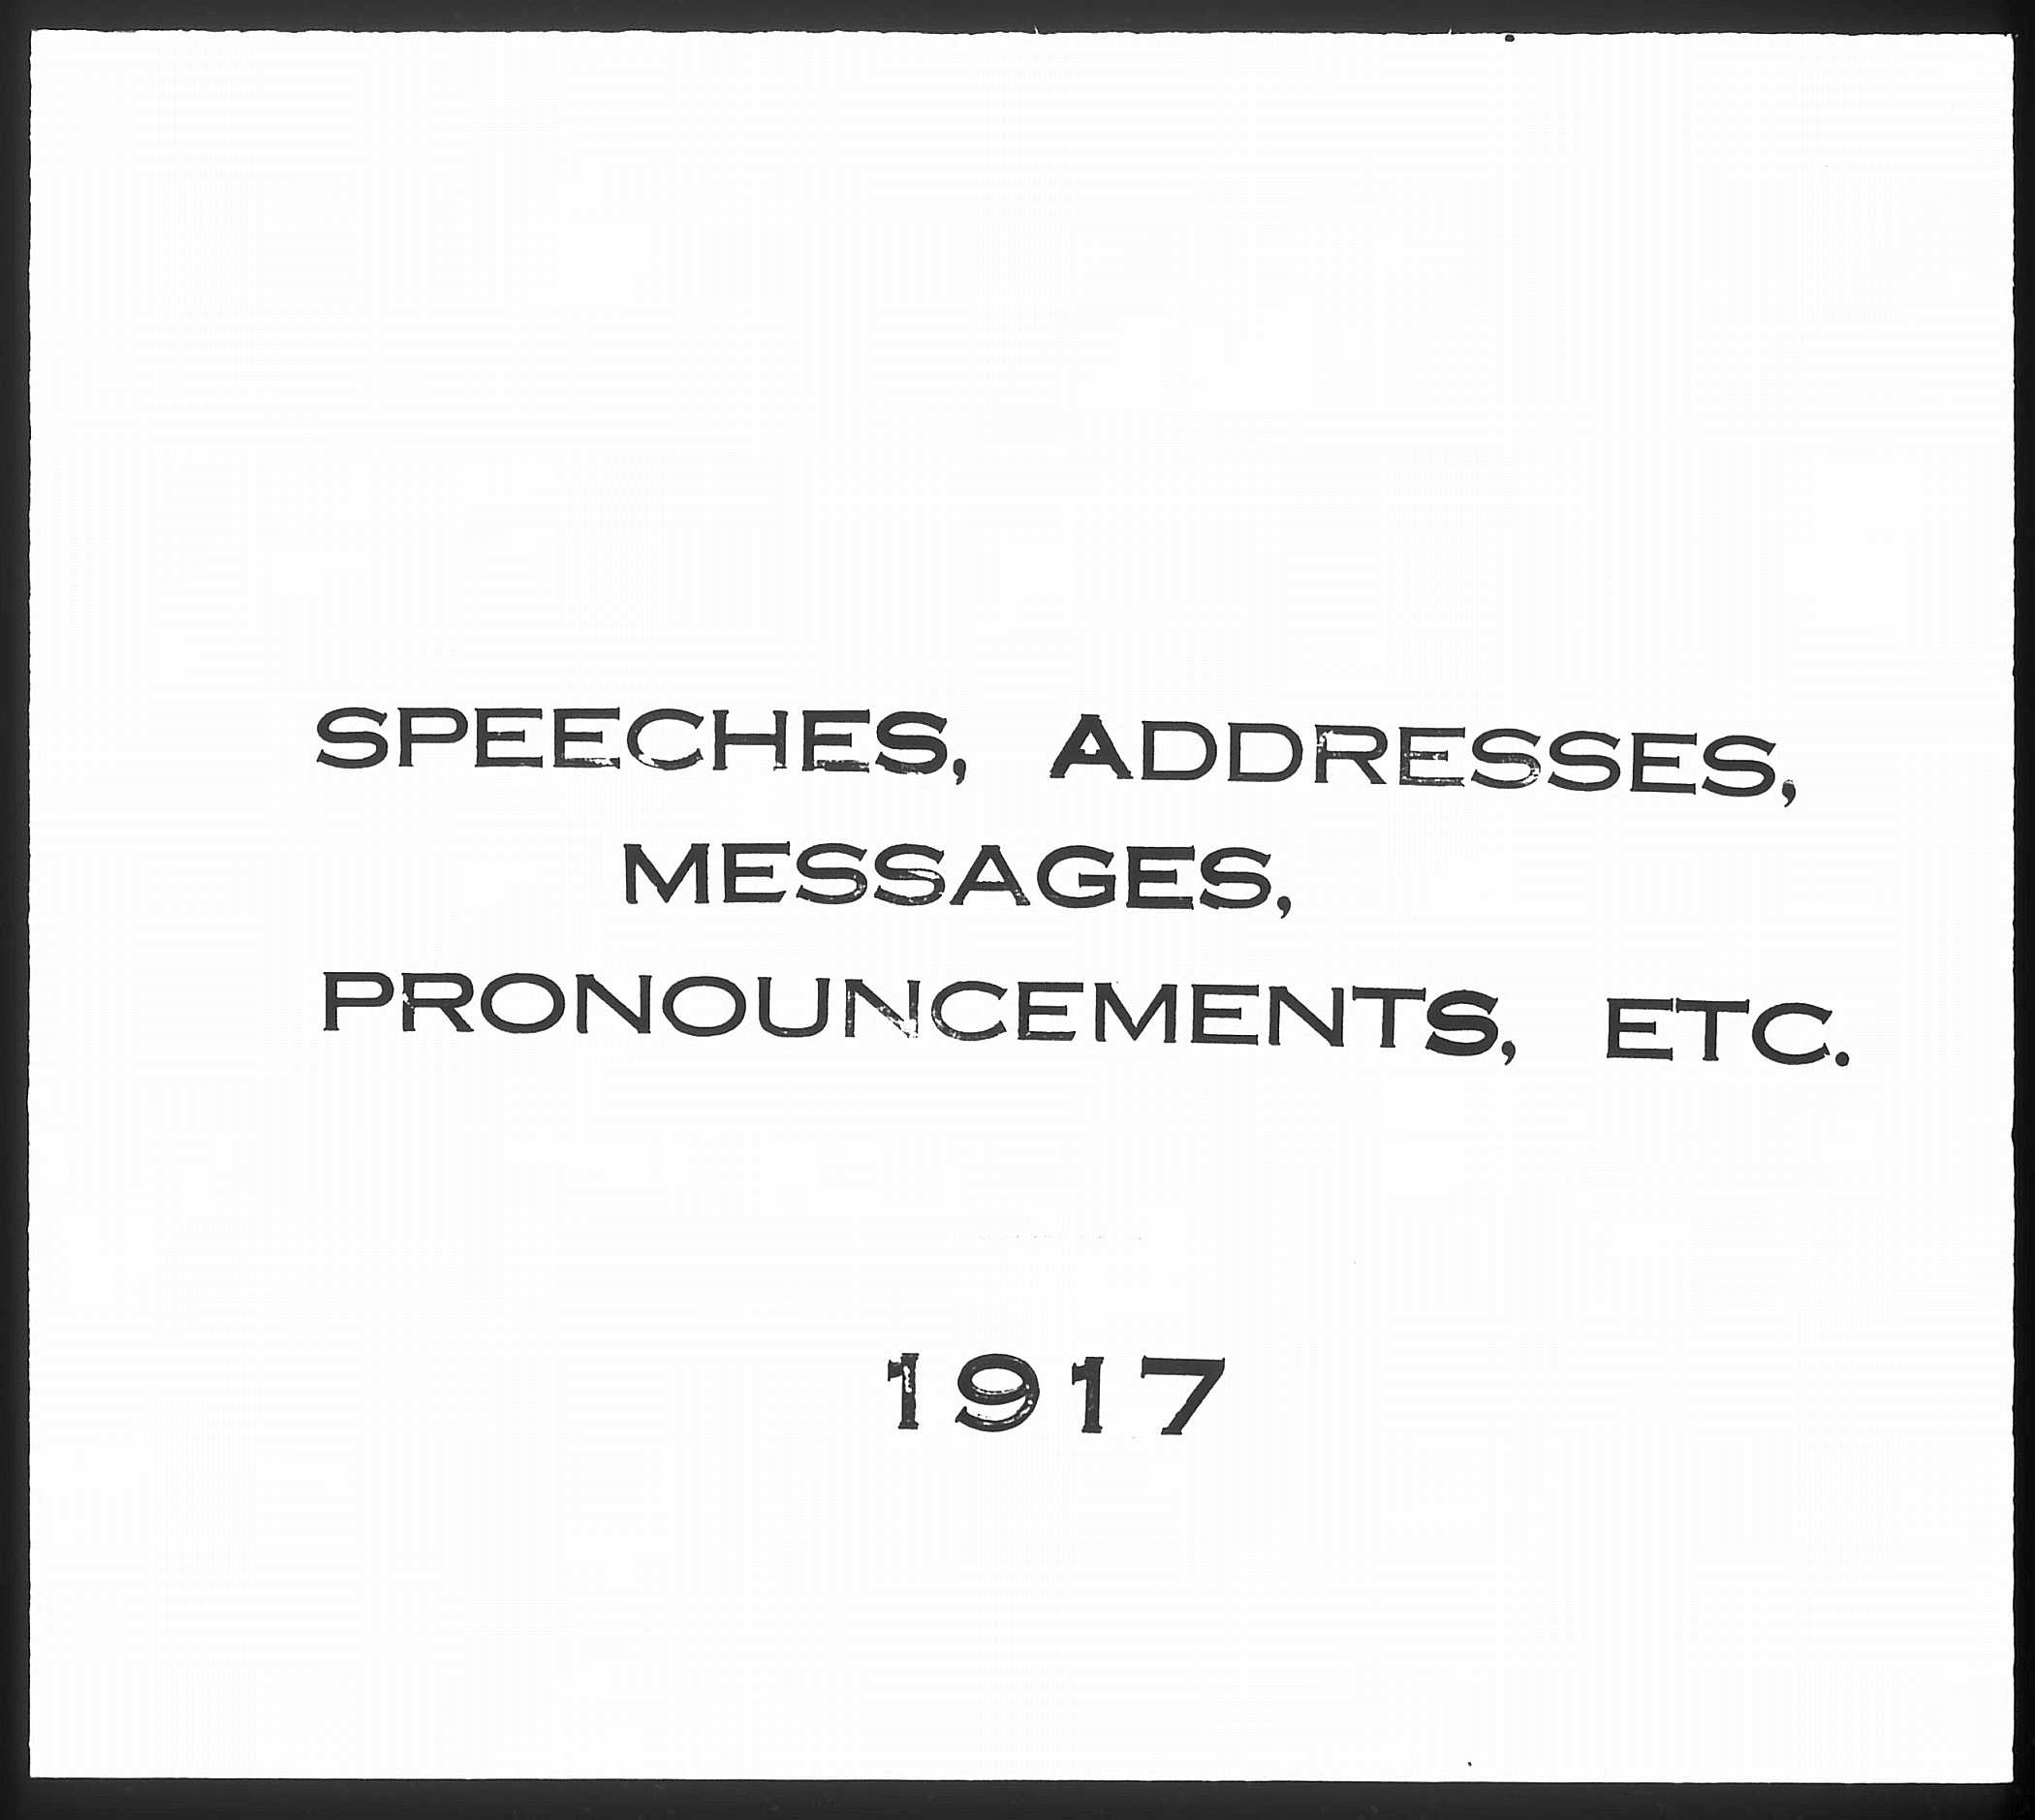 SPEECHES, ADDRESSES,
MESSAGES,
PRONOUNCEMENTS, ETC.
1917